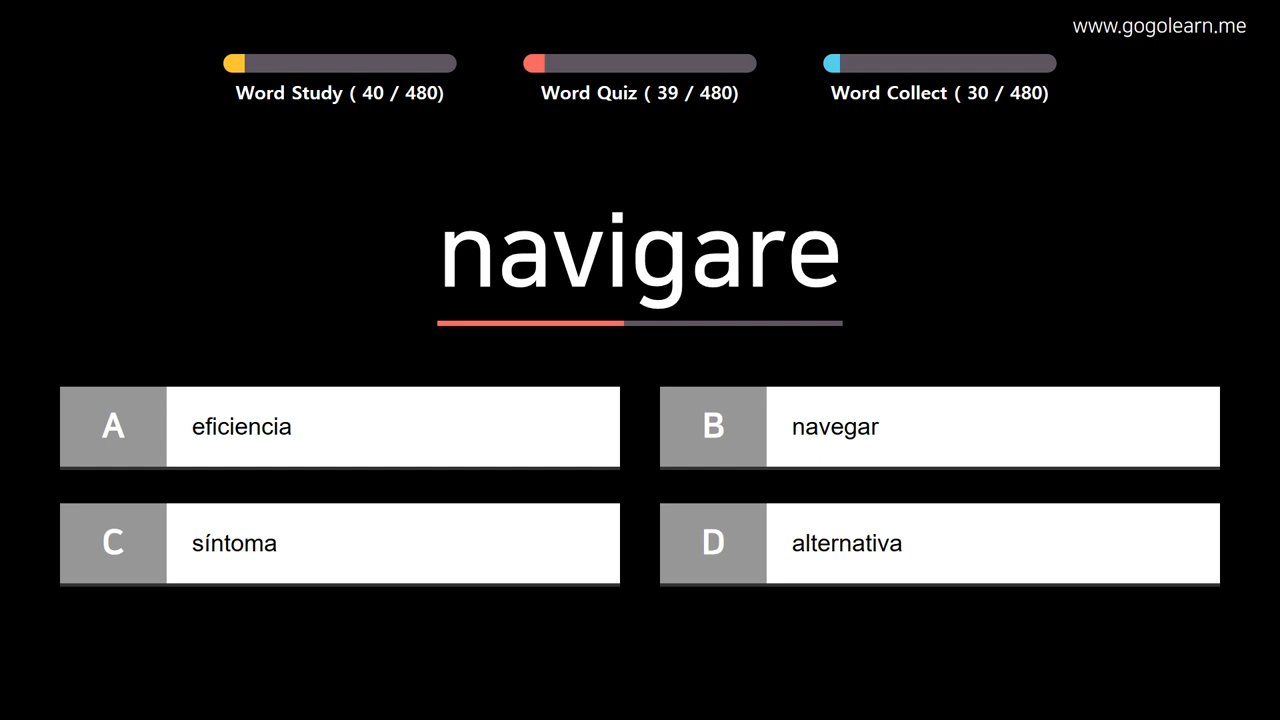 www.gogolearn.me
Word Study ( 40 / 480)
Word Quiz ( 39 / 480)
Word Collect ( 30 / 480)
navigare
A eficiencia
B navegar
C síntoma
D alternativa